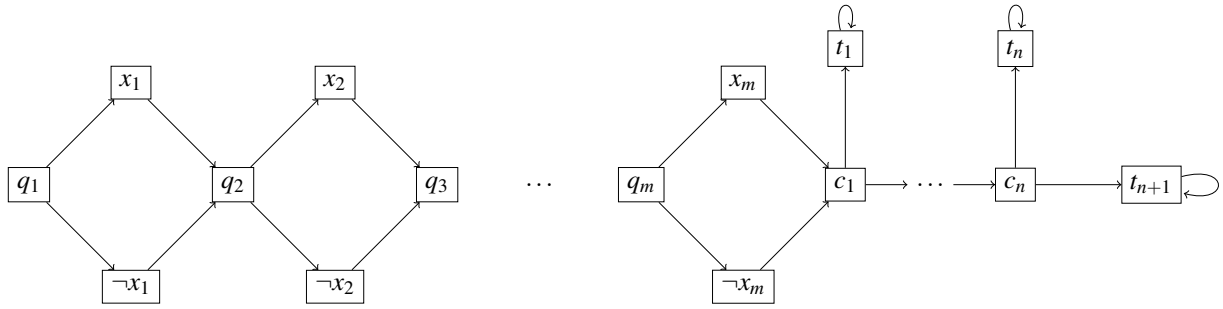 t₁ tₙ
x₁ x₂ xₘ
q₁ q₂ q₃ ⋯ qₘ c₁ ⋯ cₙ tₙ₊₁
¬x₁ ¬x₂ ¬xₘ